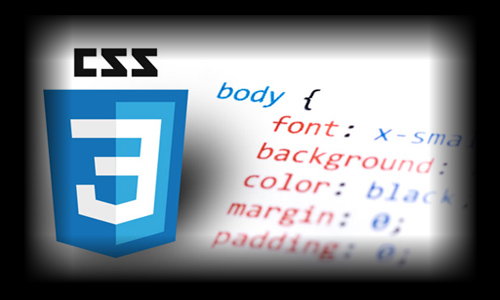 CSS
3
body {
font: x-sma
background:
color: black.
margin: 0;
padding: 0;